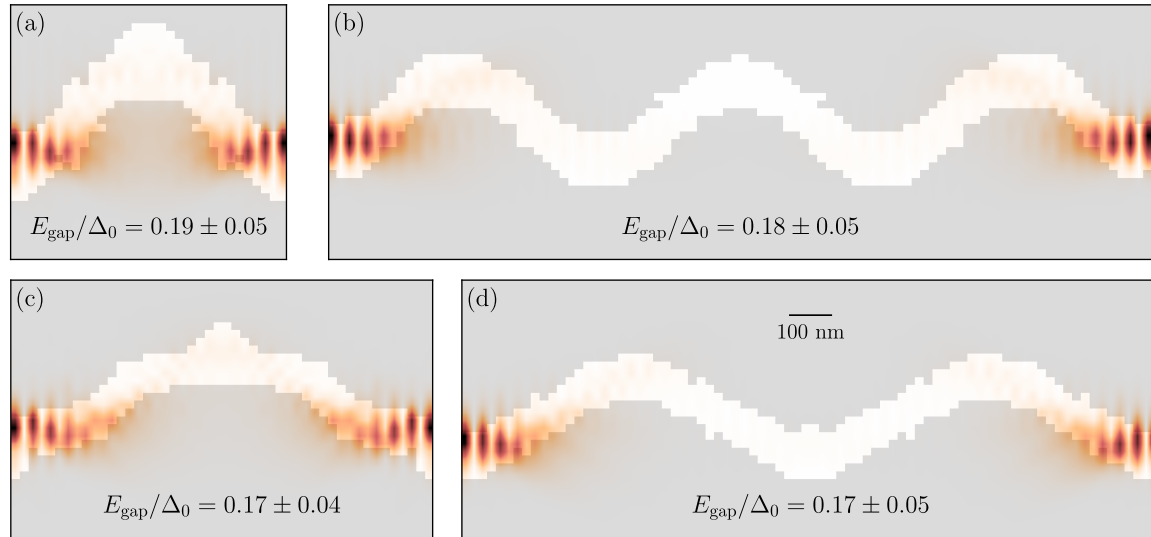 (a)
(b)
E_gap/Δ_0 = 0.19 ± 0.05
E_gap/Δ_0 = 0.18 ± 0.05
(c)
(d)
100 nm
E_gap/Δ_0 = 0.17 ± 0.04
E_gap/Δ_0 = 0.17 ± 0.05